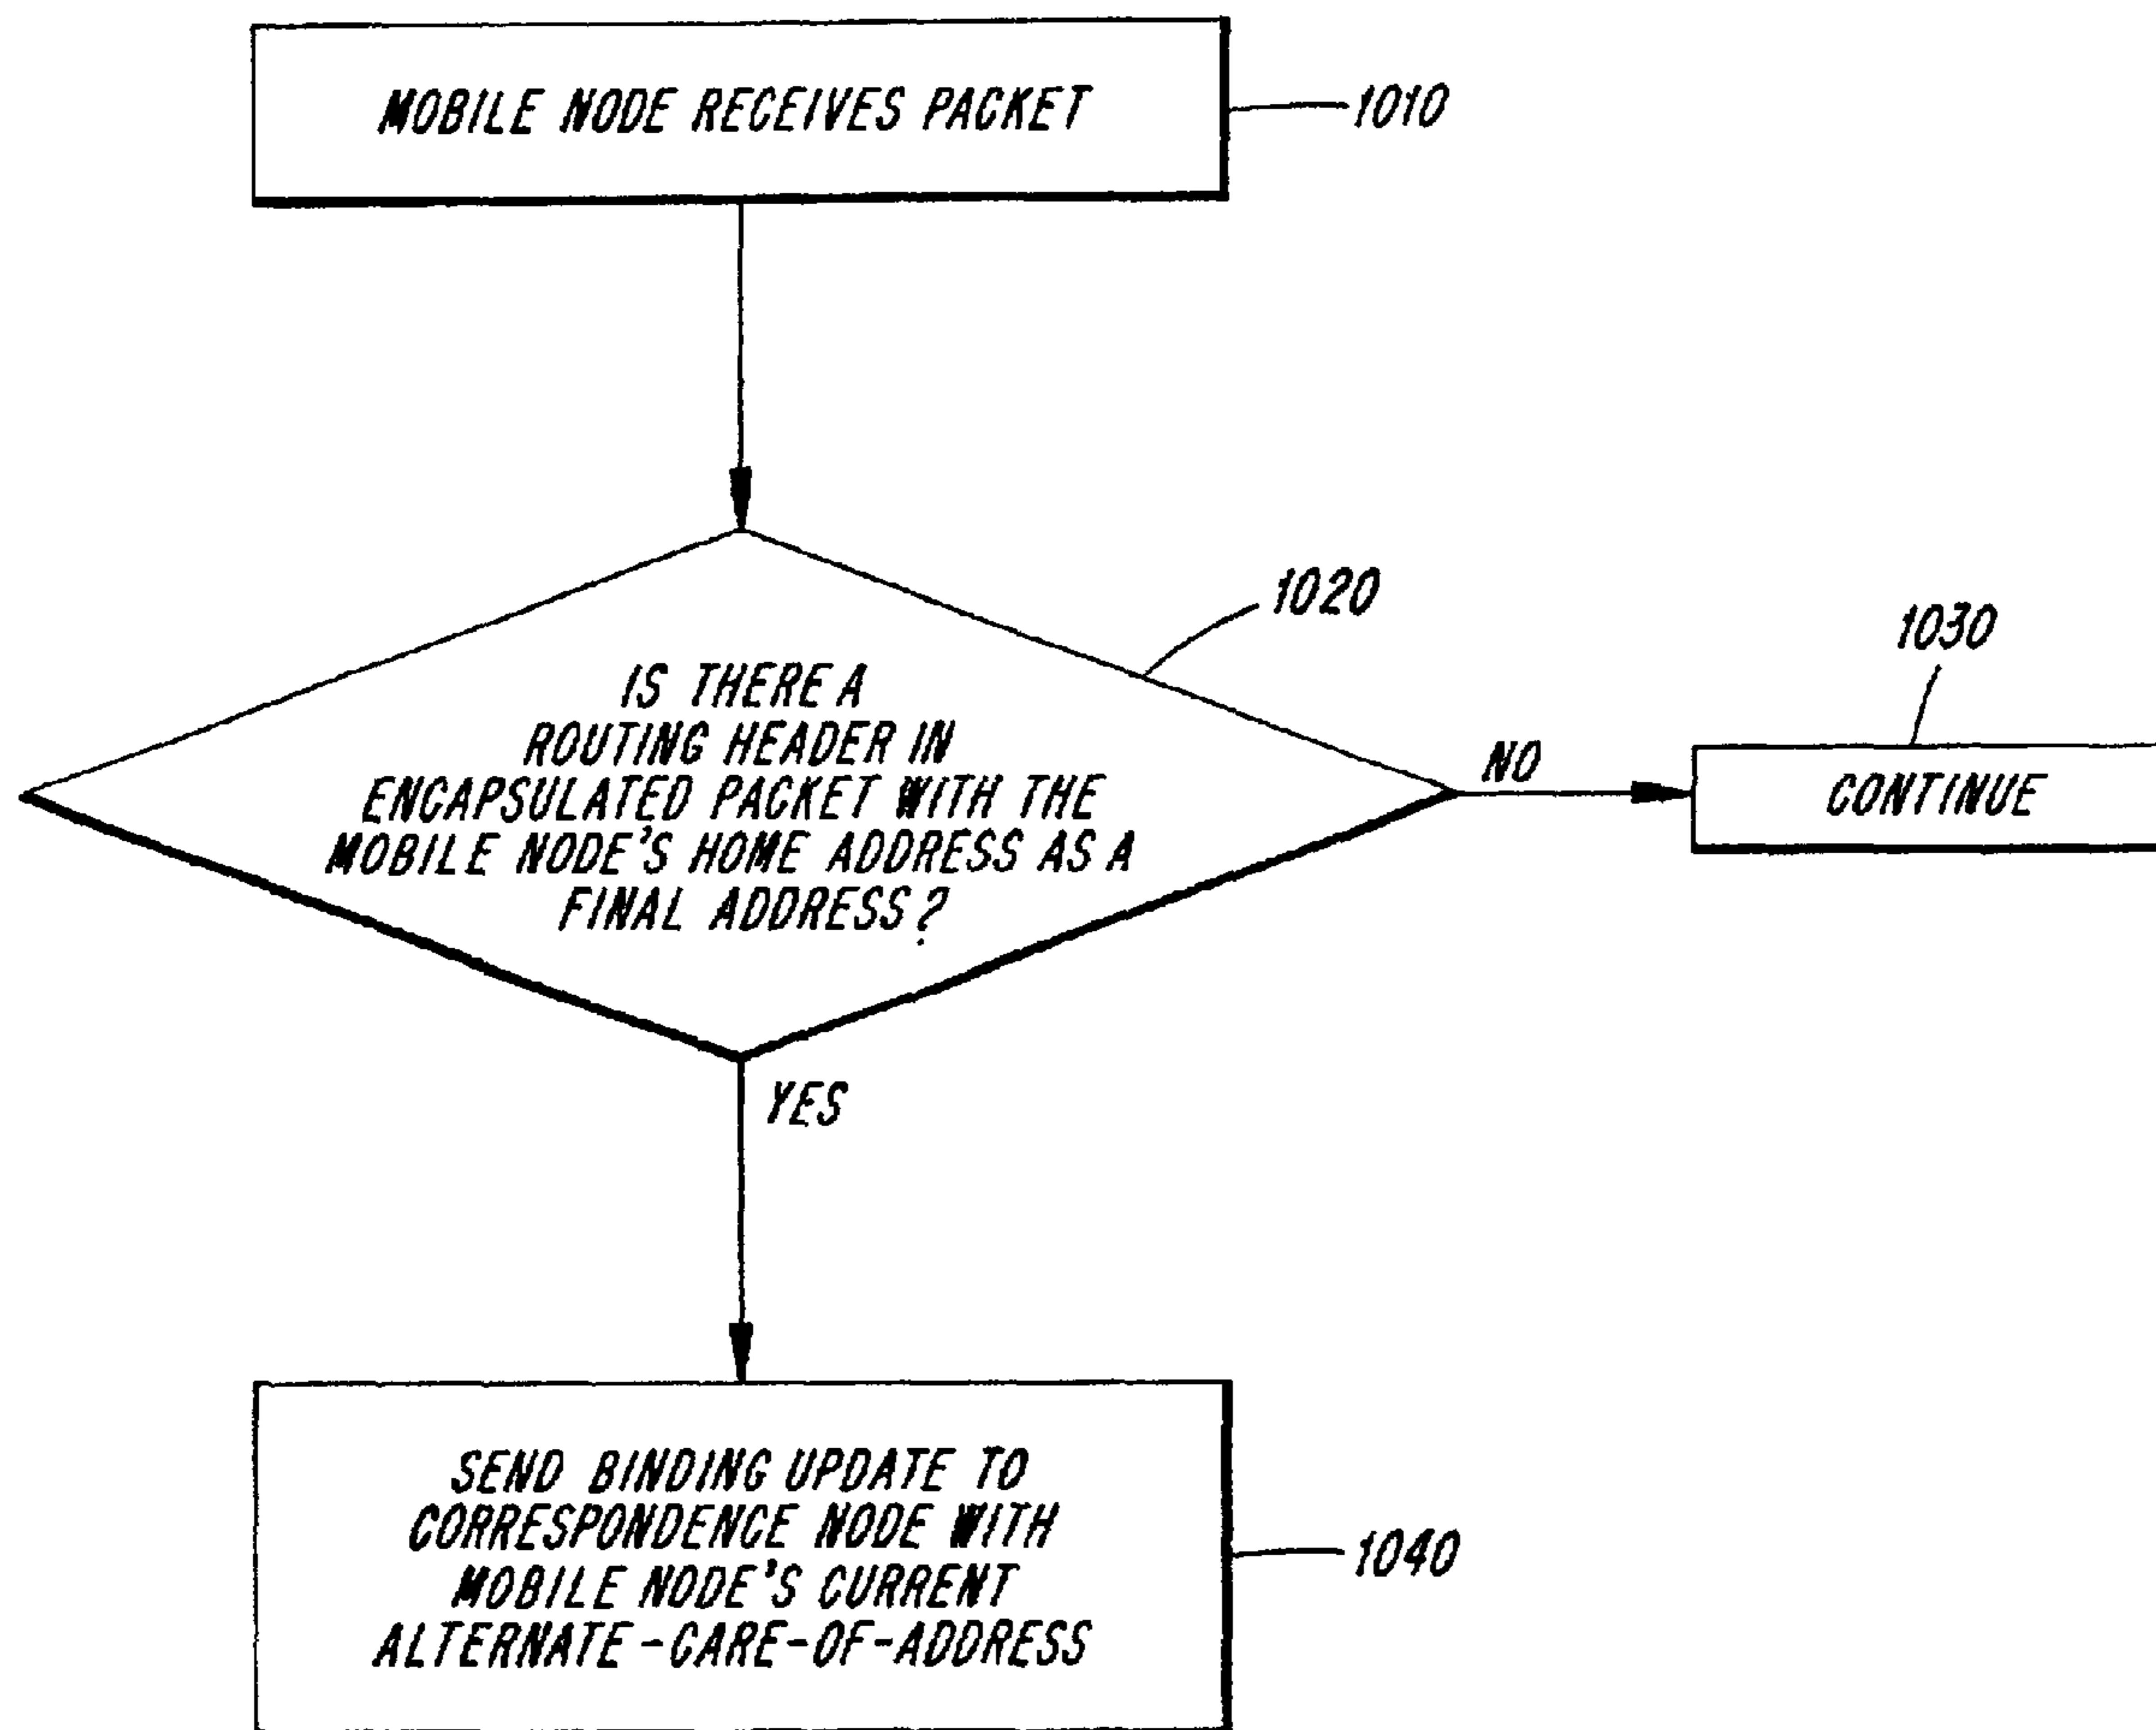 MOBILE NODE RECEIVES PACKET
1010
1020
IS THERE A
ROUTING HEADER IN
ENCAPSULATED PACKET WITH THE
MOBILE NODE'S HOME ADDRESS AS A
FINAL ADDRESS?
NO
1030
CONTINUE
YES
SEND BINDING UPDATE TO
CORRESPONDENCE NODE WITH
MOBILE NODE'S CURRENT
ALTERNATE-CARE-OF-ADDRESS
1040